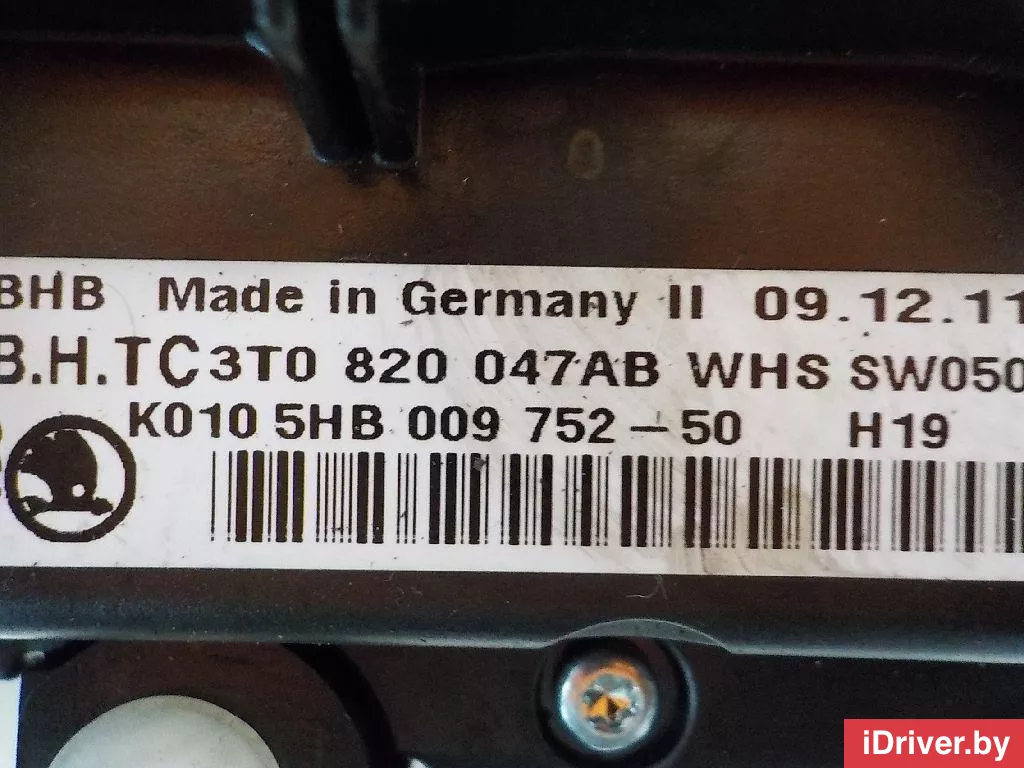 BHB Made in Germany II 09.12.11
B.H.TC 3T0 820 047AB WHS SW050
K010 5HB 009 752-50 H19
iDriver.by